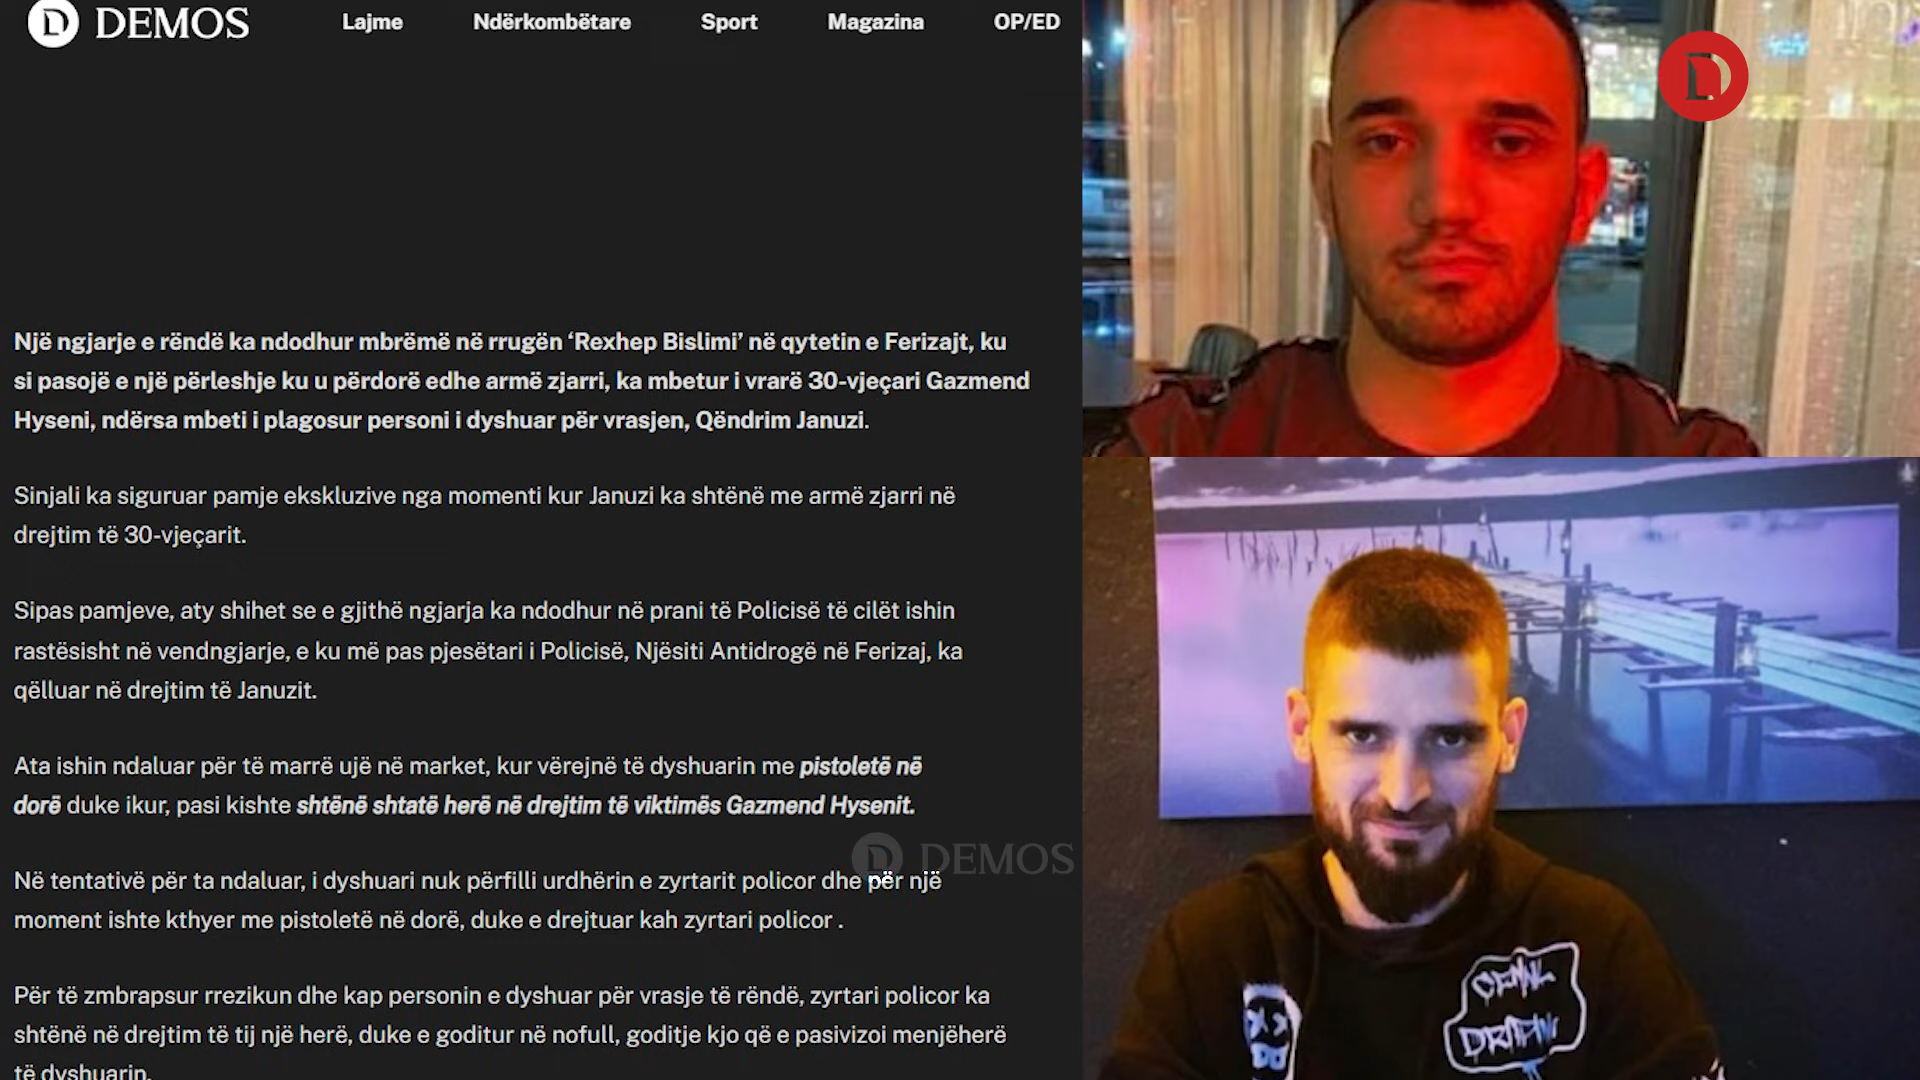 DEMOS
Lajme
Ndërkombëtare
Sport
Magazina
OP/ED
Një ngjarje e rëndë ka ndodhur mbrëmë në rrugën ‘Rexhep Bislimi’ në qytetin e Ferizajt, ku
si pasojë e një përleshje ku u përdorë edhe armë zjarri, ka mbetur i vrarë 30-vjeçari Gazmend
Hyseni, ndërsa mbeti i plagosur personi i dyshuar për vrasjen, Qëndrim Januzi.
Sinjali ka siguruar pamje ekskluzive nga momenti kur Januzi ka shtënë me armë zjarri në
drejtim të 30-vjeçarit.
Sipas pamjeve, aty shihet se e gjithë ngjarja ka ndodhur në prani të Policisë të cilët ishin
rastësisht në vendngjarje, e ku më pas pjesëtari i Policisë, Njësiti Antidrogë në Ferizaj, ka
qëlluar në drejtim të Januzit.
Ata ishin ndaluar për të marrë ujë në market, kur vërejnë të dyshuarin me pistoletë në
dorë duke ikur, pasi kishte shtënë shtatë herë në drejtim të viktimës Gazmend Hysenit.
DEMOS
Në tentativë për ta ndaluar, i dyshuari nuk përfilli urdhërin e zyrtarit policor dhe për një
moment ishte kthyer me pistoletë në dorë, duke e drejtuar kah zyrtari policor .
Për të zmbrapsur rrezikun dhe kap personin e dyshuar për vrasje të rëndë, zyrtari policor ka
shtënë në drejtim të tij një herë, duke e goditur në nofull, goditje kjo që e pasivizoi menjëherë
të dyshuarin.